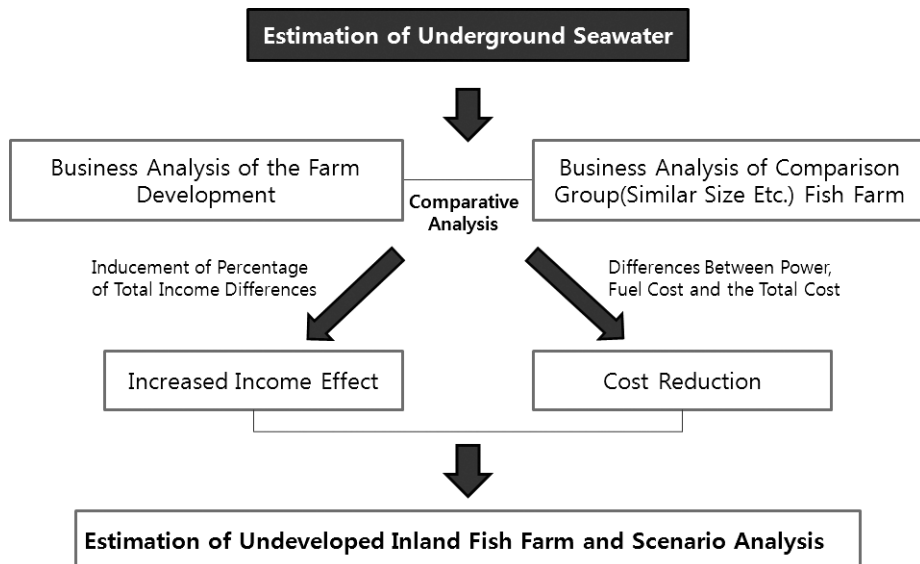 Estimation of Underground Seawater
Business Analysis of the Farm
Development
Business Analysis of Comparison
Group(Similar Size Etc.) Fish Farm
Comparative
Analysis
Inducement of Percentage
of Total Income Differences
Differences Between Power,
Fuel Cost and the Total Cost
Increased Income Effect
Cost Reduction
Estimation of Undeveloped Inland Fish Farm and Scenario Analysis